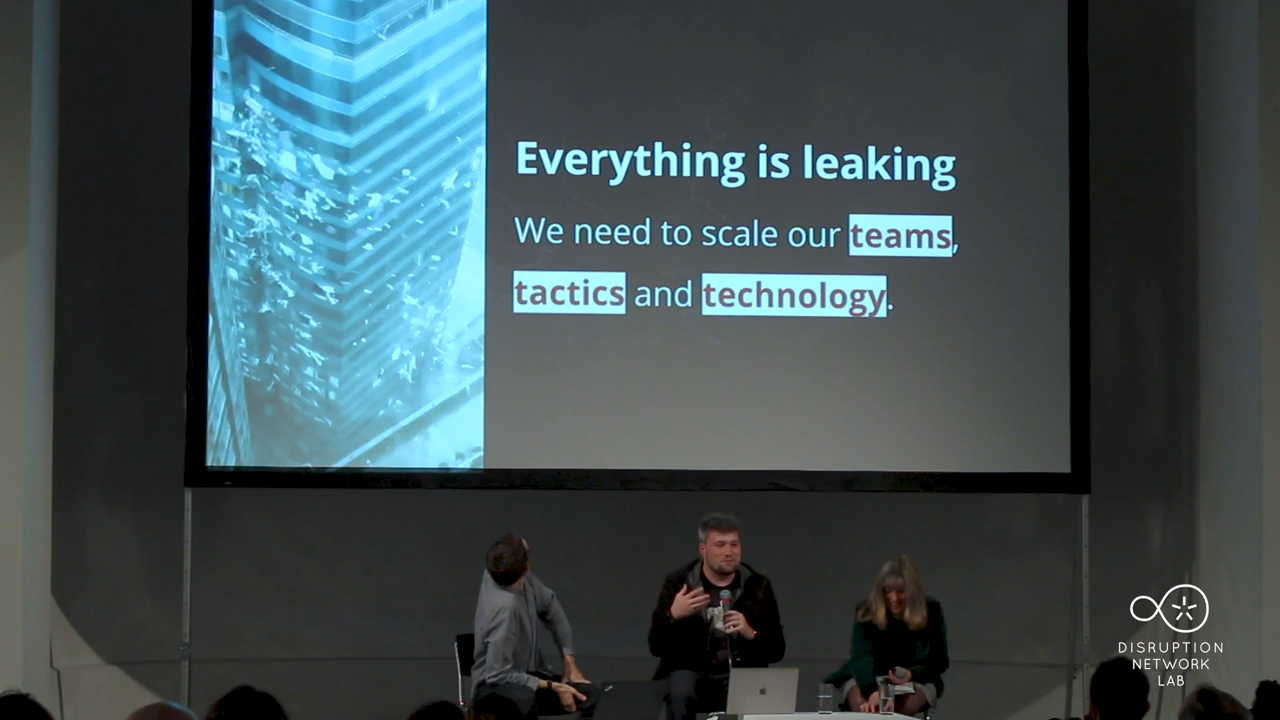 Everything is leaking
We need to scale our teams,
tactics and technology.
DISRUPTION
NETWORK
LAB